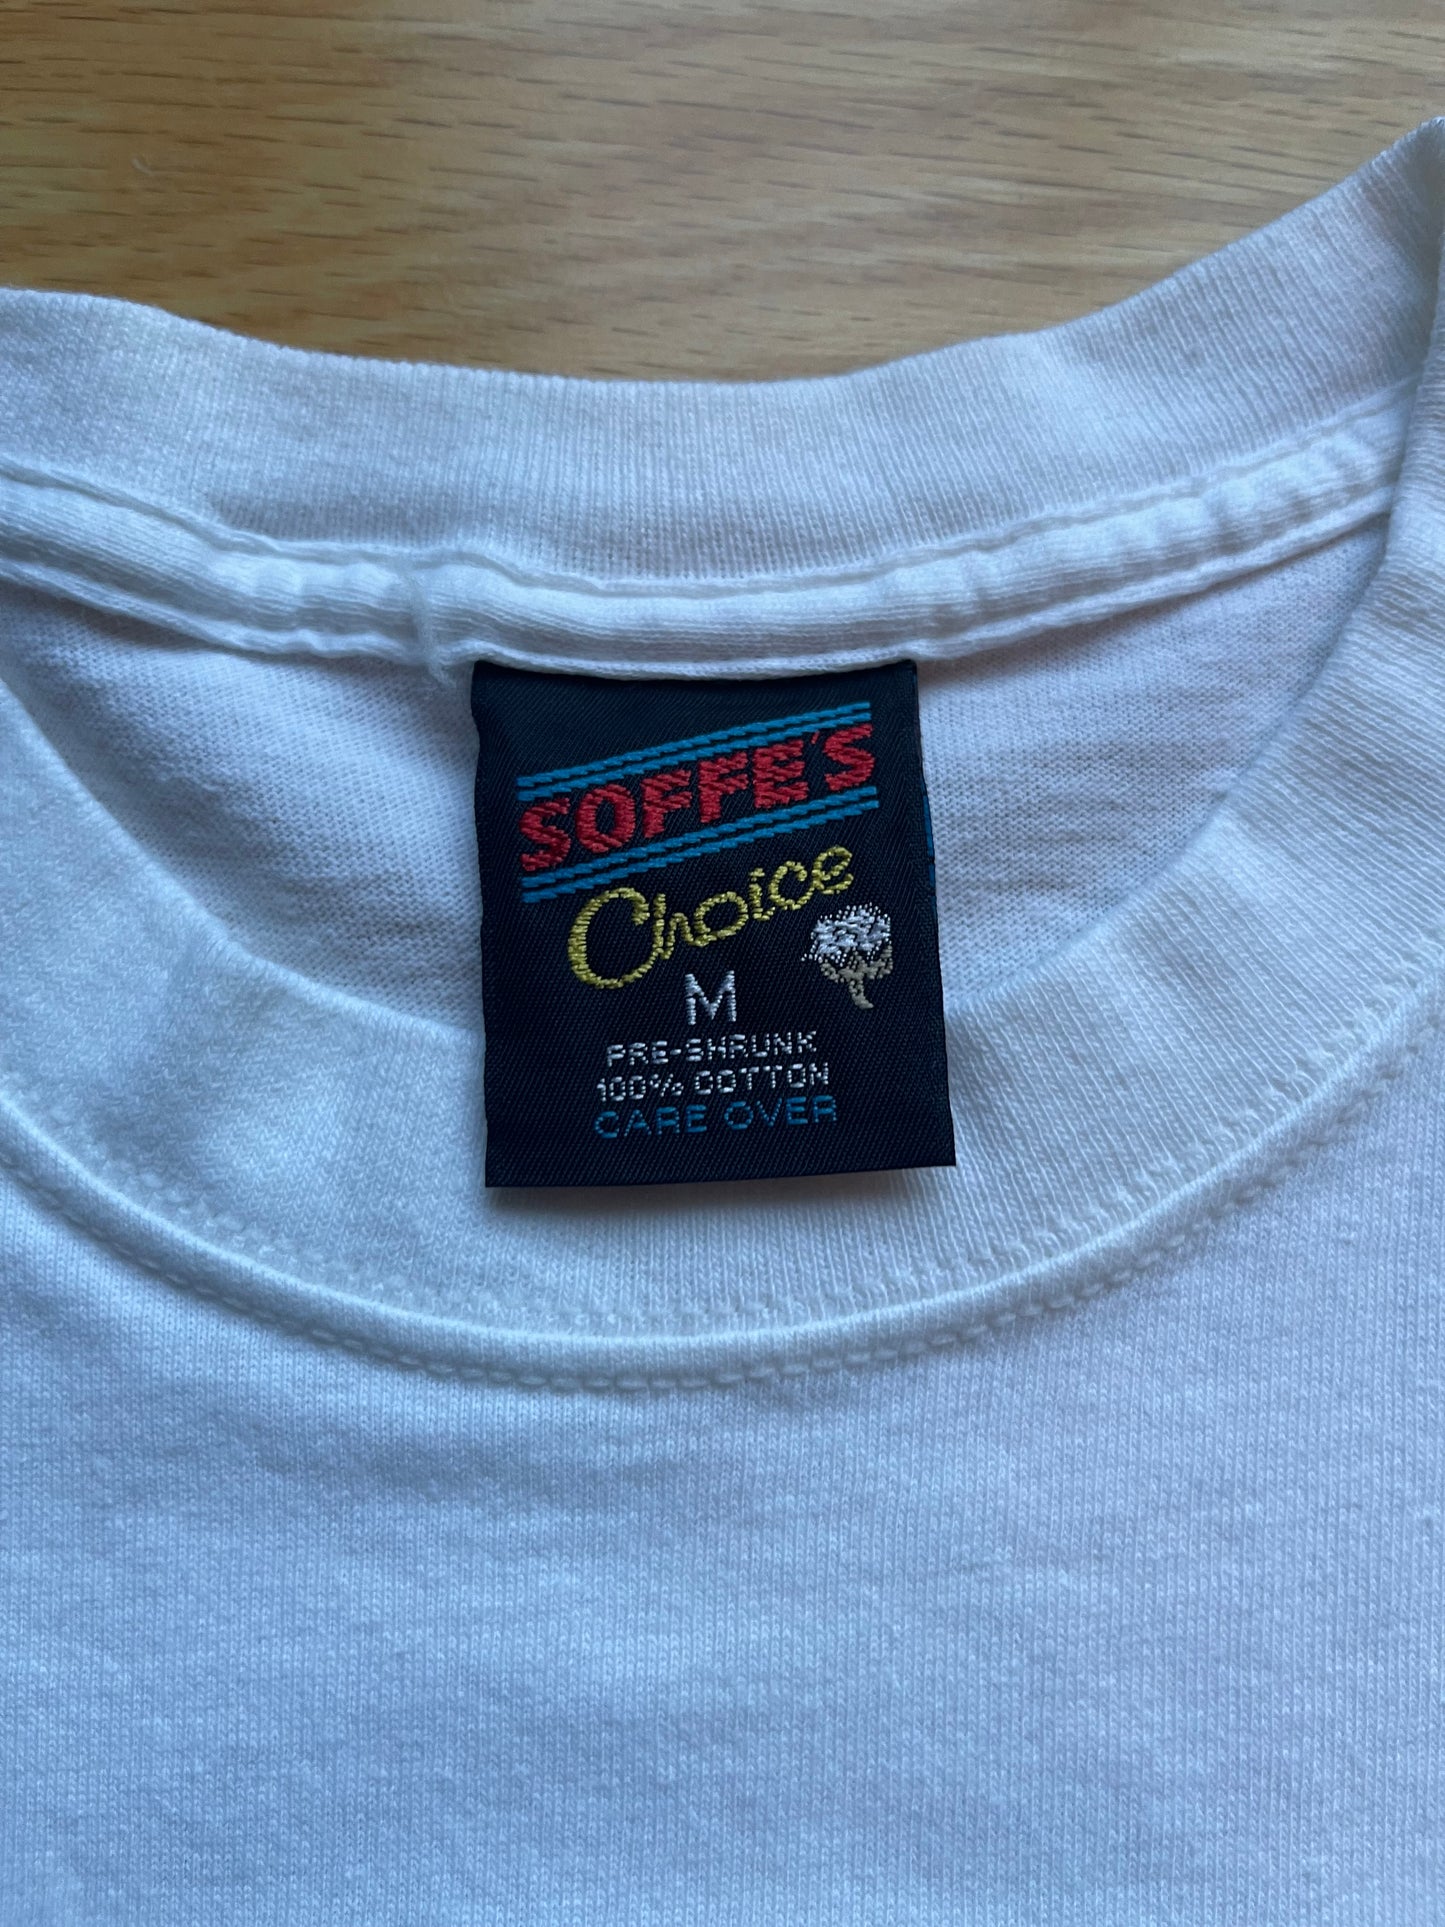 SOFFE'S
Choice
M
PRE-SHRUNK
100% COTTON
CARE OVER